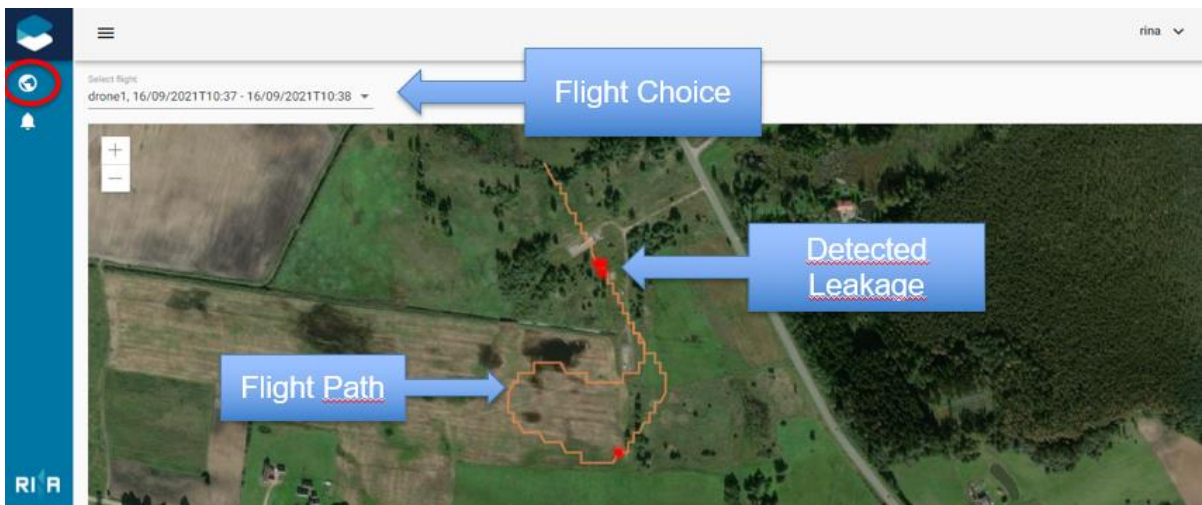 rina
Select flight
drone1, 16/09/2021T10:37 - 16/09/2021T10:38
Flight Choice
+
−
Detected
Leakage
Flight Path
RINA